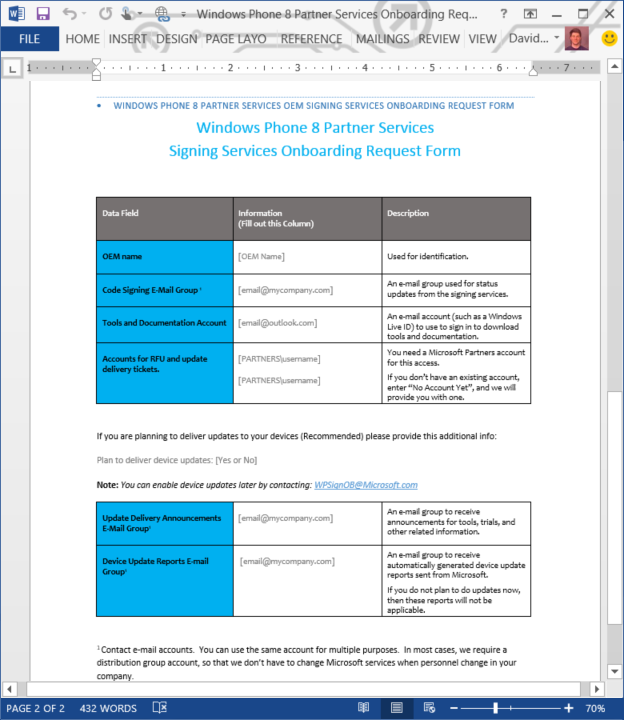 Windows Phone 8 Partner Services Onboarding Req...
FILE HOME INSERT DESIGN PAGE LAYO REFERENCE MAILINGS REVIEW VIEW David...
L 1 1 2 3 4 5 6 7
• WINDOWS PHONE 8 PARTNER SERVICES OEM SIGNING SERVICES ONBOARDING REQUEST FORM
Windows Phone 8 Partner Services
Signing Services Onboarding Request Form
Data Field
Information
(Fill out this Column)
Description
OEM name
[OEM Name]
Used for identification.
Code Signing E-Mail Group ¹
[email@mycompany.com]
An e-mail group used for status
updates from the signing services.
Tools and Documentation Account
[email@outlook.com]
An e-mail account (such as a Windows
Live ID) to use to sign in to download
tools and documentation.
Accounts for RFU and update
delivery tickets.
[PARTNERS\username]
[PARTNERS\username]
You need a Microsoft Partners account
for this access.
If you don't have an existing account,
enter "No Account Yet", and we will
provide you with one.
If you are planning to deliver updates to your devices (Recommended) please provide this additional info:
Plan to deliver device updates: [Yes or No]
Note: You can enable device updates later by contacting: WPSignOB@Microsoft.com
Update Delivery Announcements
E-Mail Group¹
[email@mycompany.com]
An e-mail group to receive
announcements for tools, trials, and
other related information.
Device Update Reports E-mail
Group¹
[email@mycompany.com]
An e-mail group to receive
automatically generated device update
reports sent from Microsoft.
If you do not plan to do updates now,
then these reports will not be
applicable.
¹ Contact e-mail accounts. You can use the same account for multiple purposes. In most cases, we require a
distribution group account, so that we don't have to change Microsoft services when personnel change in your
company.
PAGE 2 OF 2 432 WORDS 70%